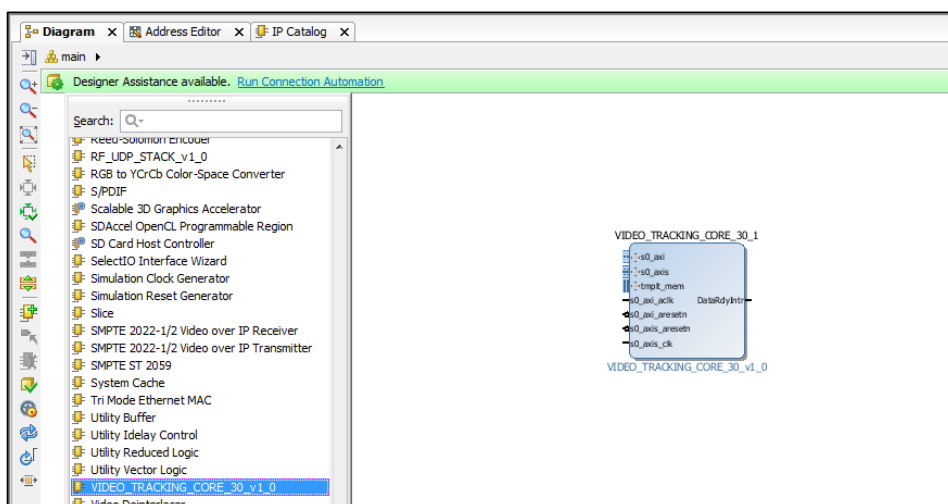 Diagram X Address Editor X IP Catalog X
main
Designer Assistance available. Run Connection Automation
Search:
Reed-Solomon Encoder
RF_UDP_STACK_v1_0
RGB to YCrCb Color-Space Converter
S/PDIF
Scalable 3D Graphics Accelerator
SDAccel OpenCL Programmable Region
SD Card Host Controller
SelectIO Interface Wizard
Simulation Clock Generator
Simulation Reset Generator
Slice
SMPTE 2022-1/2 Video over IP Receiver
SMPTE 2022-1/2 Video over IP Transmitter
SMPTE ST 2059
System Cache
Tri Mode Ethernet MAC
Utility Buffer
Utility Idelay Control
Utility Reduced Logic
Utility Vector Logic
VIDEO_TRACKING_CORE_30_v1_0
Video Deinterlacer
VIDEO_TRACKING_CORE_30_1
s0_axi
s0_axis
tmplt_mem
s0_axi_aclk DataRdyIntr
s0_axi_aresetn
s0_axis_aresetn
s0_axis_clk
VIDEO_TRACKING_CORE_30_v1_0